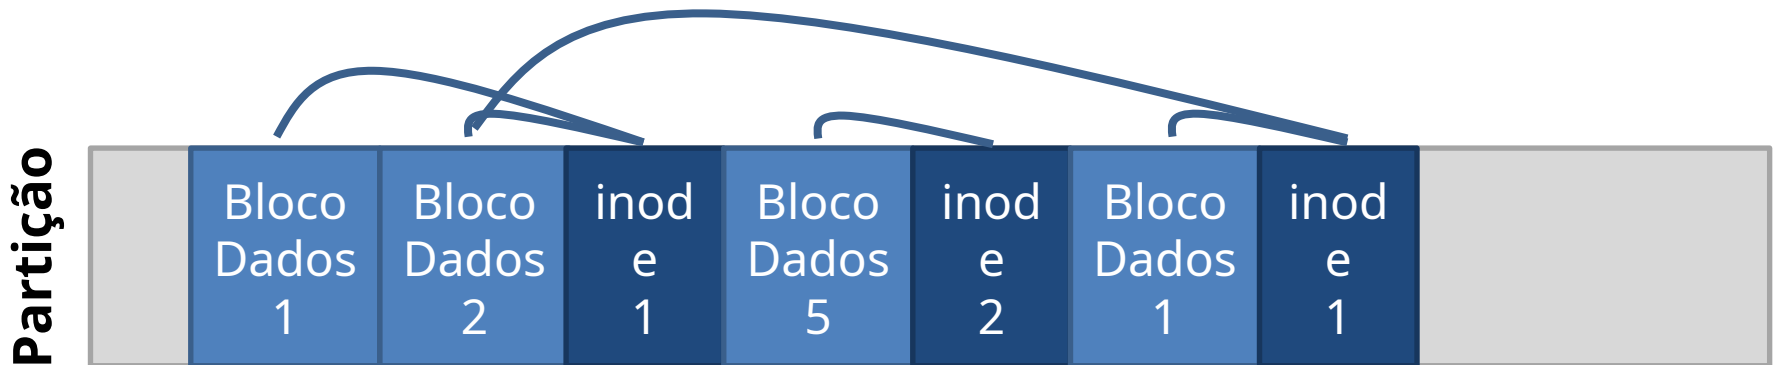 Partição
Bloco
Dados
1
Bloco
Dados
2
inod
e
1
Bloco
Dados
5
inod
e
2
Bloco
Dados
1
inod
e
1